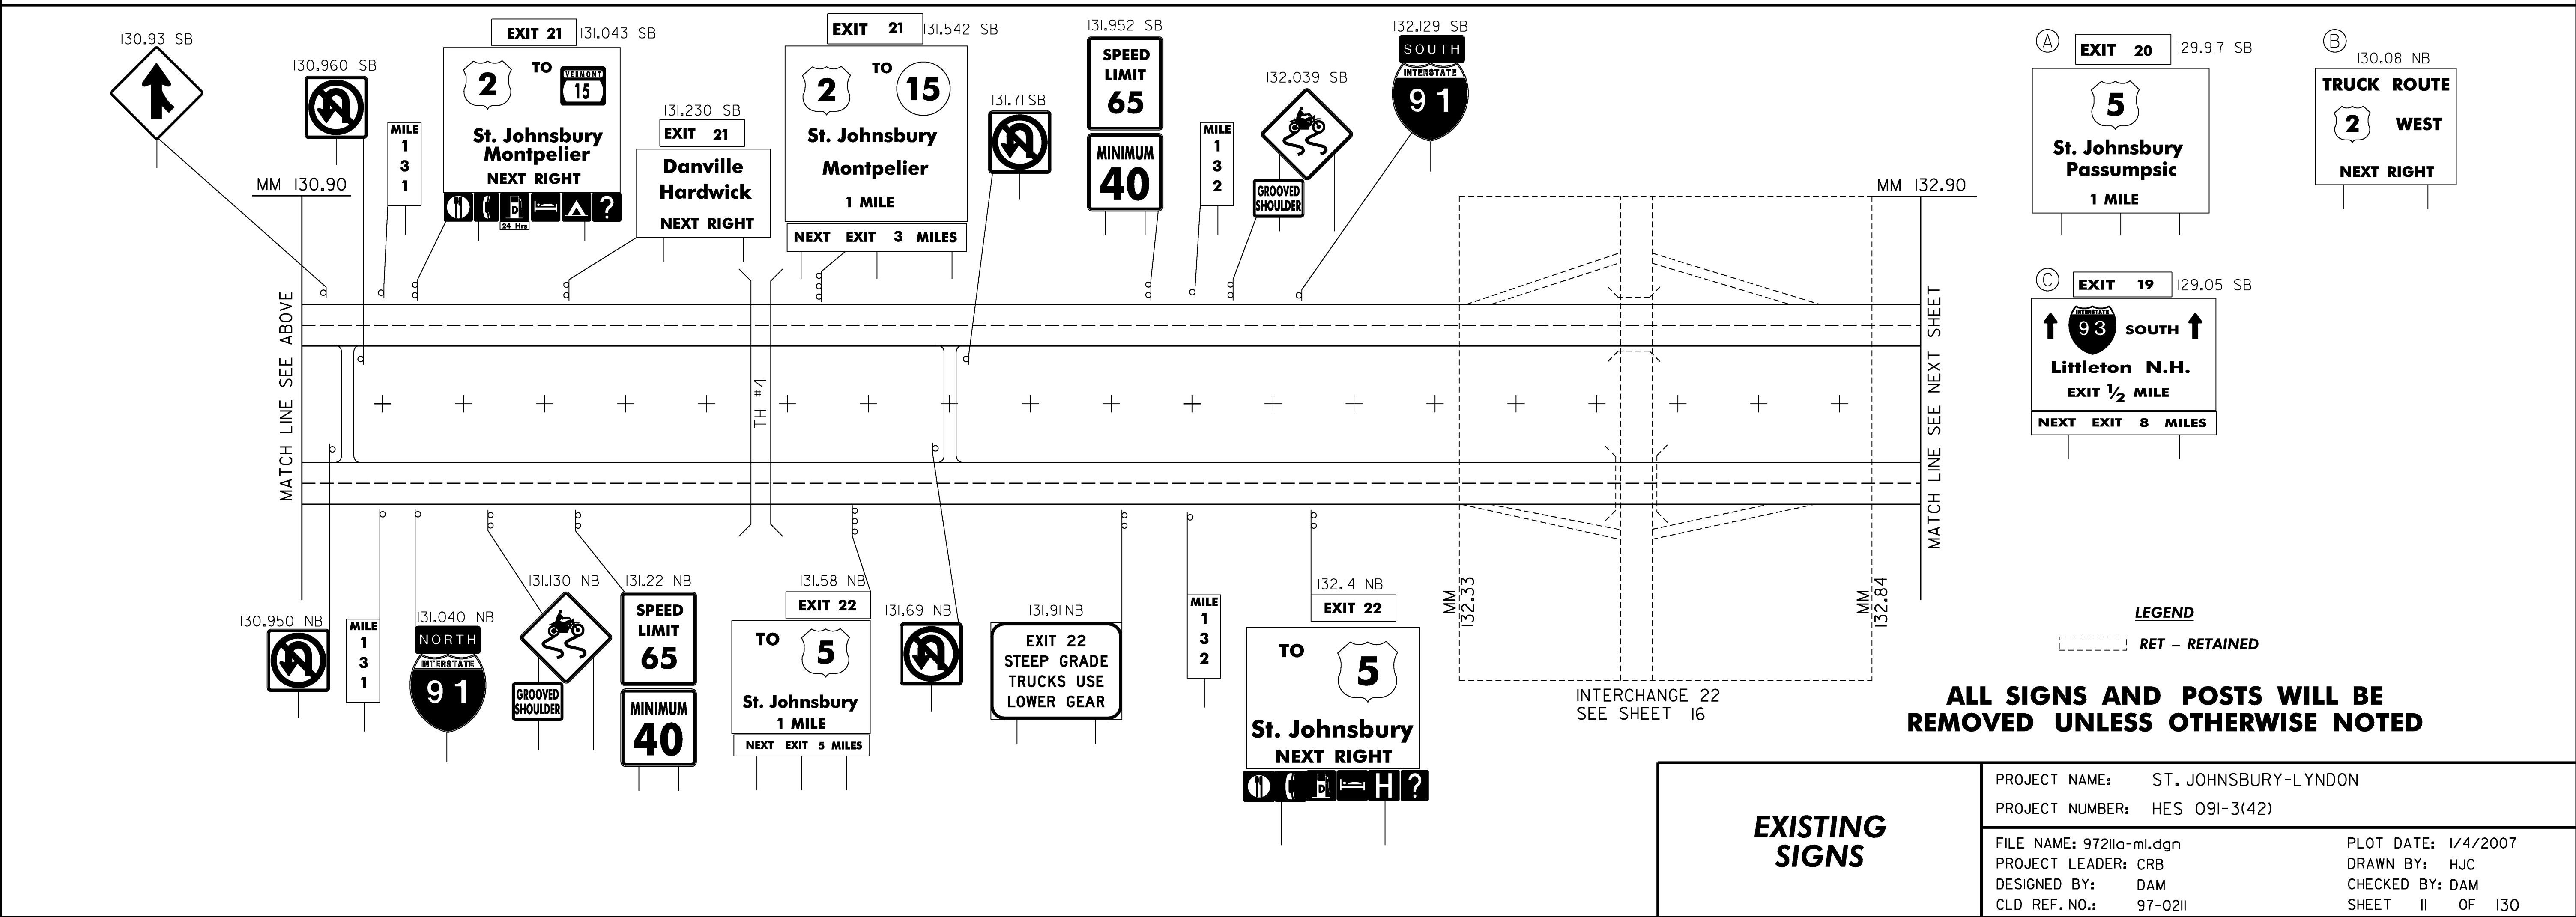 130.93 SB
130.960 SB
MILE
1
3
1
EXIT 21
131.043 SB
2
TO
VERMONT
15
St. Johnsbury
Montpelier
NEXT RIGHT
D
?
24 Hrs
131.230 SB
EXIT 21
Danville
Hardwick
NEXT RIGHT
EXIT 21
131.542 SB
2
TO
15
St. Johnsbury
Montpelier
1 MILE
NEXT EXIT 3 MILES
131.71 SB
131.952 SB
SPEED
LIMIT
65
MINIMUM
40
MILE
1
3
2
132.039 SB
GROOVED
SHOULDER
132.129 SB
SOUTH
INTERSTATE
91
MM 130.90
MM 132.90
MATCH LINE SEE ABOVE
TH #4
MATCH LINE SEE NEXT SHEET
130.950 NB
MILE
1
3
1
131.040 NB
NORTH
INTERSTATE
91
131.130 NB
GROOVED
SHOULDER
131.22 NB
SPEED
LIMIT
65
MINIMUM
40
131.58 NB
EXIT 22
TO
5
St. Johnsbury
1 MILE
NEXT EXIT 5 MILES
131.69 NB
131.91 NB
EXIT 22
STEEP GRADE
TRUCKS USE
LOWER GEAR
MILE
1
3
2
132.14 NB
EXIT 22
TO
5
St. Johnsbury
NEXT RIGHT
D
H
?
MM
132.33
MM
132.84
INTERCHANGE 22
SEE SHEET 16
A
EXIT 20
129.917 SB
5
St. Johnsbury
Passumpsic
1 MILE
B
130.08 NB
TRUCK ROUTE
2 WEST
NEXT RIGHT
C
EXIT 19
129.05 SB
INTERSTATE
93
SOUTH
Littleton N.H.
EXIT 1/2 MILE
NEXT EXIT 8 MILES
LEGEND
RET - RETAINED
ALL SIGNS AND POSTS WILL BE
REMOVED UNLESS OTHERWISE NOTED
EXISTING
SIGNS
PROJECT NAME: ST. JOHNSBURY-LYNDON
PROJECT NUMBER: HES 091-3(42)
FILE NAME: 97211a-ml.dgn
PLOT DATE: 1/4/2007
PROJECT LEADER: CRB
DRAWN BY: HJC
DESIGNED BY: DAM
CHECKED BY: DAM
CLD REF. NO.: 97-0211
SHEET 11 OF 130